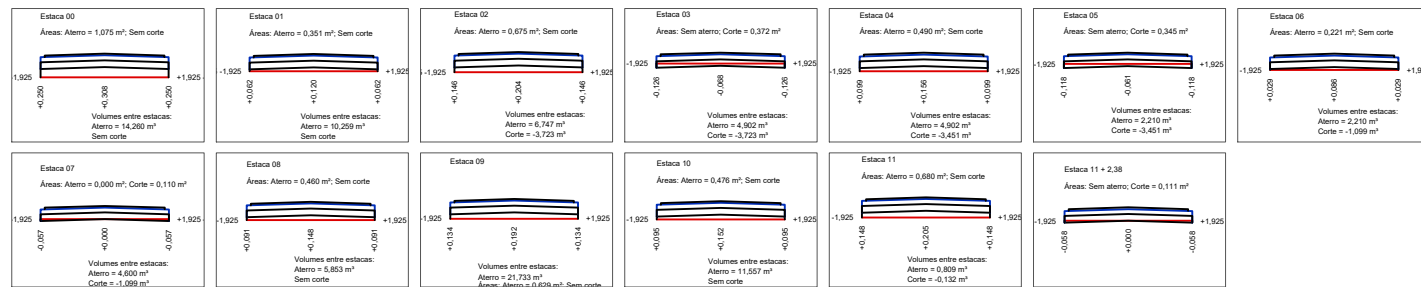 Estaca 00
Áreas: Aterro = 1,075 m²; Sem corte
-1,925
+1,925
+0,250
+0,308
+0,250
Volumes entre estacas:
Aterro = 14,260 m³
Sem corte
Estaca 01
Áreas: Aterro = 0,351 m²; Sem corte
-1,925
+1,925
+0,062
+0,120
+0,062
Volumes entre estacas:
Aterro = 10,259 m³
Sem corte
Estaca 02
Áreas: Aterro = 0,675 m²; Sem corte
-1,925
+1,925
+0,146
+0,204
+0,146
Volumes entre estacas:
Aterro = 6,747 m³
Corte = -3,723 m³
Estaca 03
Áreas: Sem aterro; Corte = 0,372 m²
-1,925
+1,925
-0,126
-0,068
-0,126
Volumes entre estacas:
Aterro = 4,902 m³
Corte = -3,723 m³
Estaca 04
Áreas: Aterro = 0,490 m²; Sem corte
-1,925
+1,925
+0,099
+0,156
+0,099
Volumes entre estacas:
Aterro = 4,902 m³
Corte = -3,451 m³
Estaca 05
Áreas: Sem aterro; Corte = 0,345 m²
-1,925
+1,925
-0,118
-0,061
-0,118
Volumes entre estacas:
Aterro = 2,210 m³
Corte = -3,451 m³
Estaca 06
Áreas: Aterro = 0,221 m²; Sem corte
-1,925
+0,029
+0,086
+0,029
Volumes entre estacas:
Aterro = 2,210 m³
Corte = -1,099 m³
Estaca 07
Áreas: Aterro = 0,000 m²; Corte = 0,110 m²
-1,925
+1,925
-0,057
+0,000
-0,057
Volumes entre estacas:
Aterro = 4,600 m³
Corte = -1,099 m³
Estaca 08
Áreas: Aterro = 0,460 m²; Sem corte
-1,925
+1,925
+0,091
+0,148
+0,091
Volumes entre estacas:
Aterro = 5,853 m³
Sem corte
Estaca 09
-1,925
+1,925
+0,134
+0,192
+0,134
Volumes entre estacas:
Aterro = 21,733 m³
Áreas: Aterro = 0,629 m²; Sem corte
Estaca 10
Áreas: Aterro = 0,476 m²; Sem corte
-1,925
+1,925
+0,095
+0,152
+0,095
Volumes entre estacas:
Aterro = 11,557 m³
Sem corte
Estaca 11
Áreas: Aterro = 0,680 m²; Sem corte
-1,925
+1,925
+0,148
+0,205
+0,148
Volumes entre estacas:
Aterro = 0,809 m³
Corte = -0,132 m³
Estaca 11 + 2,38
Áreas: Sem aterro; Corte = 0,111 m²
-1,925
+1,925
-0,058
+0,000
-0,058